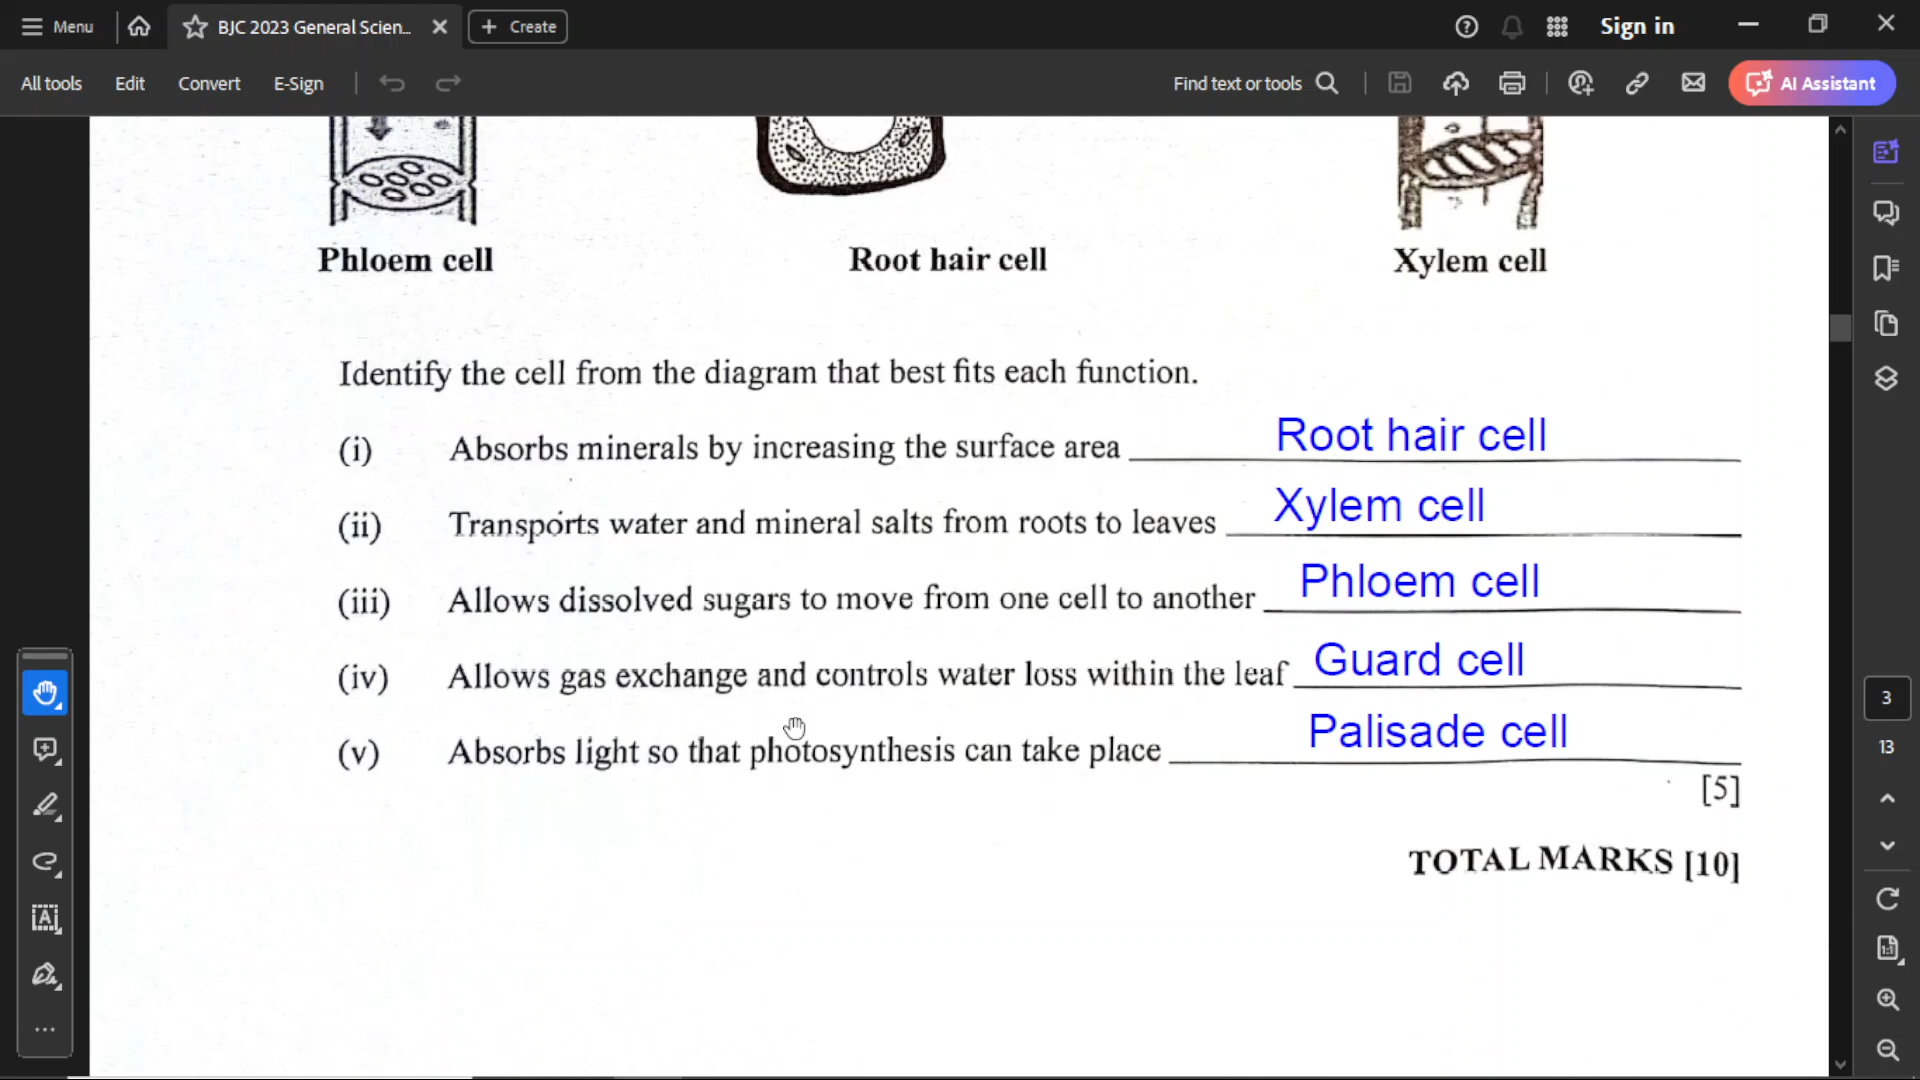 Menu
BJC 2023 General Scien...
Create
Sign in
All tools
Edit
Convert
E-Sign
Find text or tools
AI Assistant
Phloem cell
Root hair cell
Xylem cell
Identify the cell from the diagram that best fits each function.
(i) Absorbs minerals by increasing the surface area Root hair cell
(ii) Transports water and mineral salts from roots to leaves Xylem cell
(iii) Allows dissolved sugars to move from one cell to another Phloem cell
(iv) Allows gas exchange and controls water loss within the leaf Guard cell
(v) Absorbs light so that photosynthesis can take place Palisade cell
[5]
TOTAL MARKS [10]
3
13